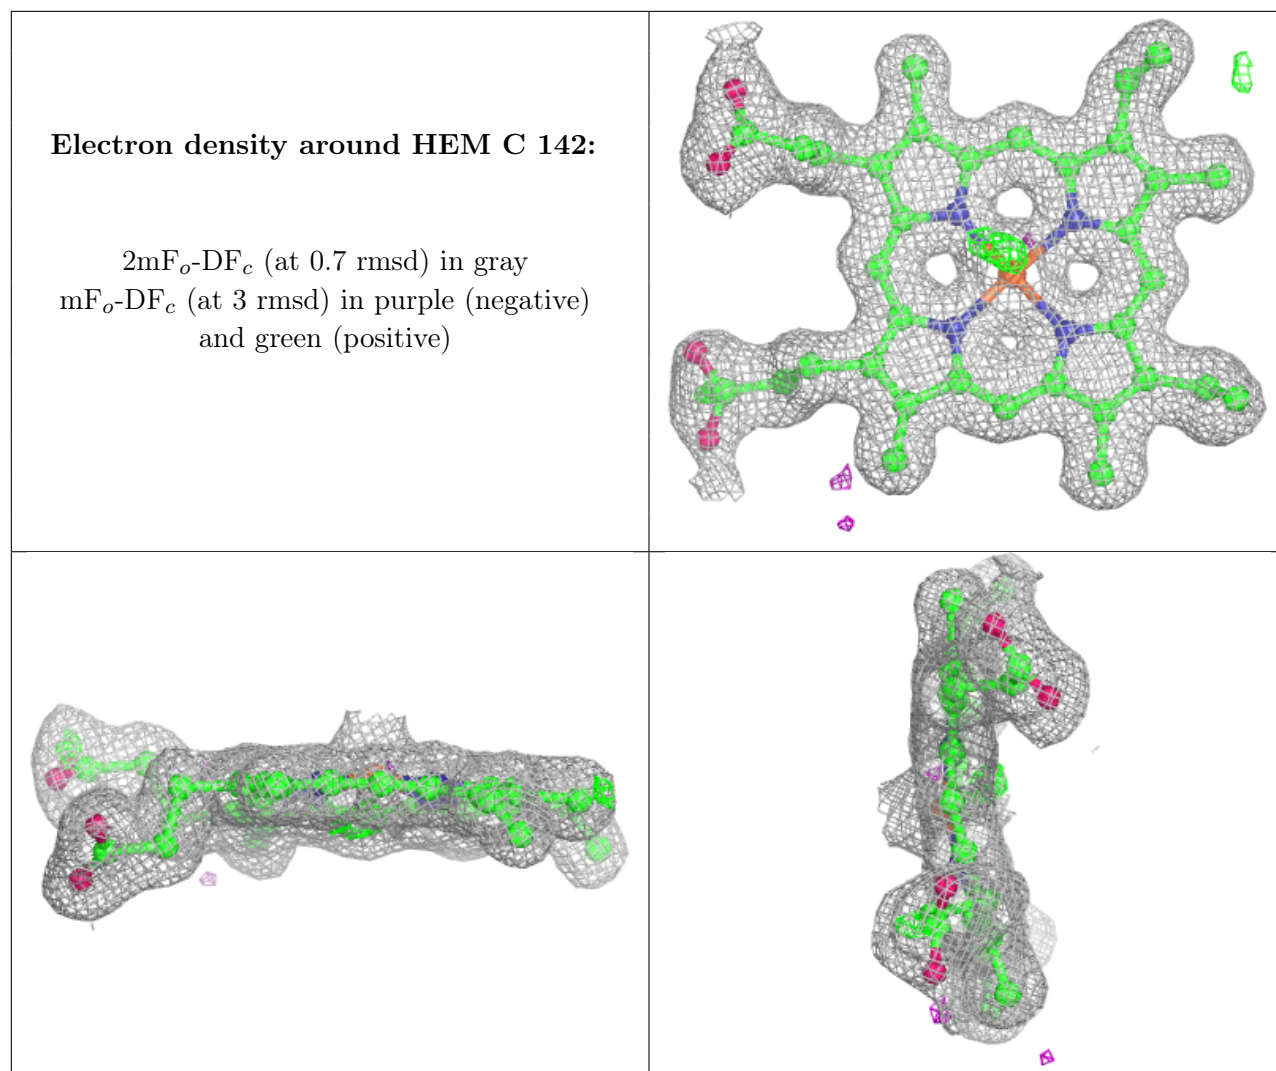 Electron density around HEM C 142:
2mFo-DFc (at 0.7 rmsd) in gray
mFo-DFc (at 3 rmsd) in purple (negative)
and green (positive)